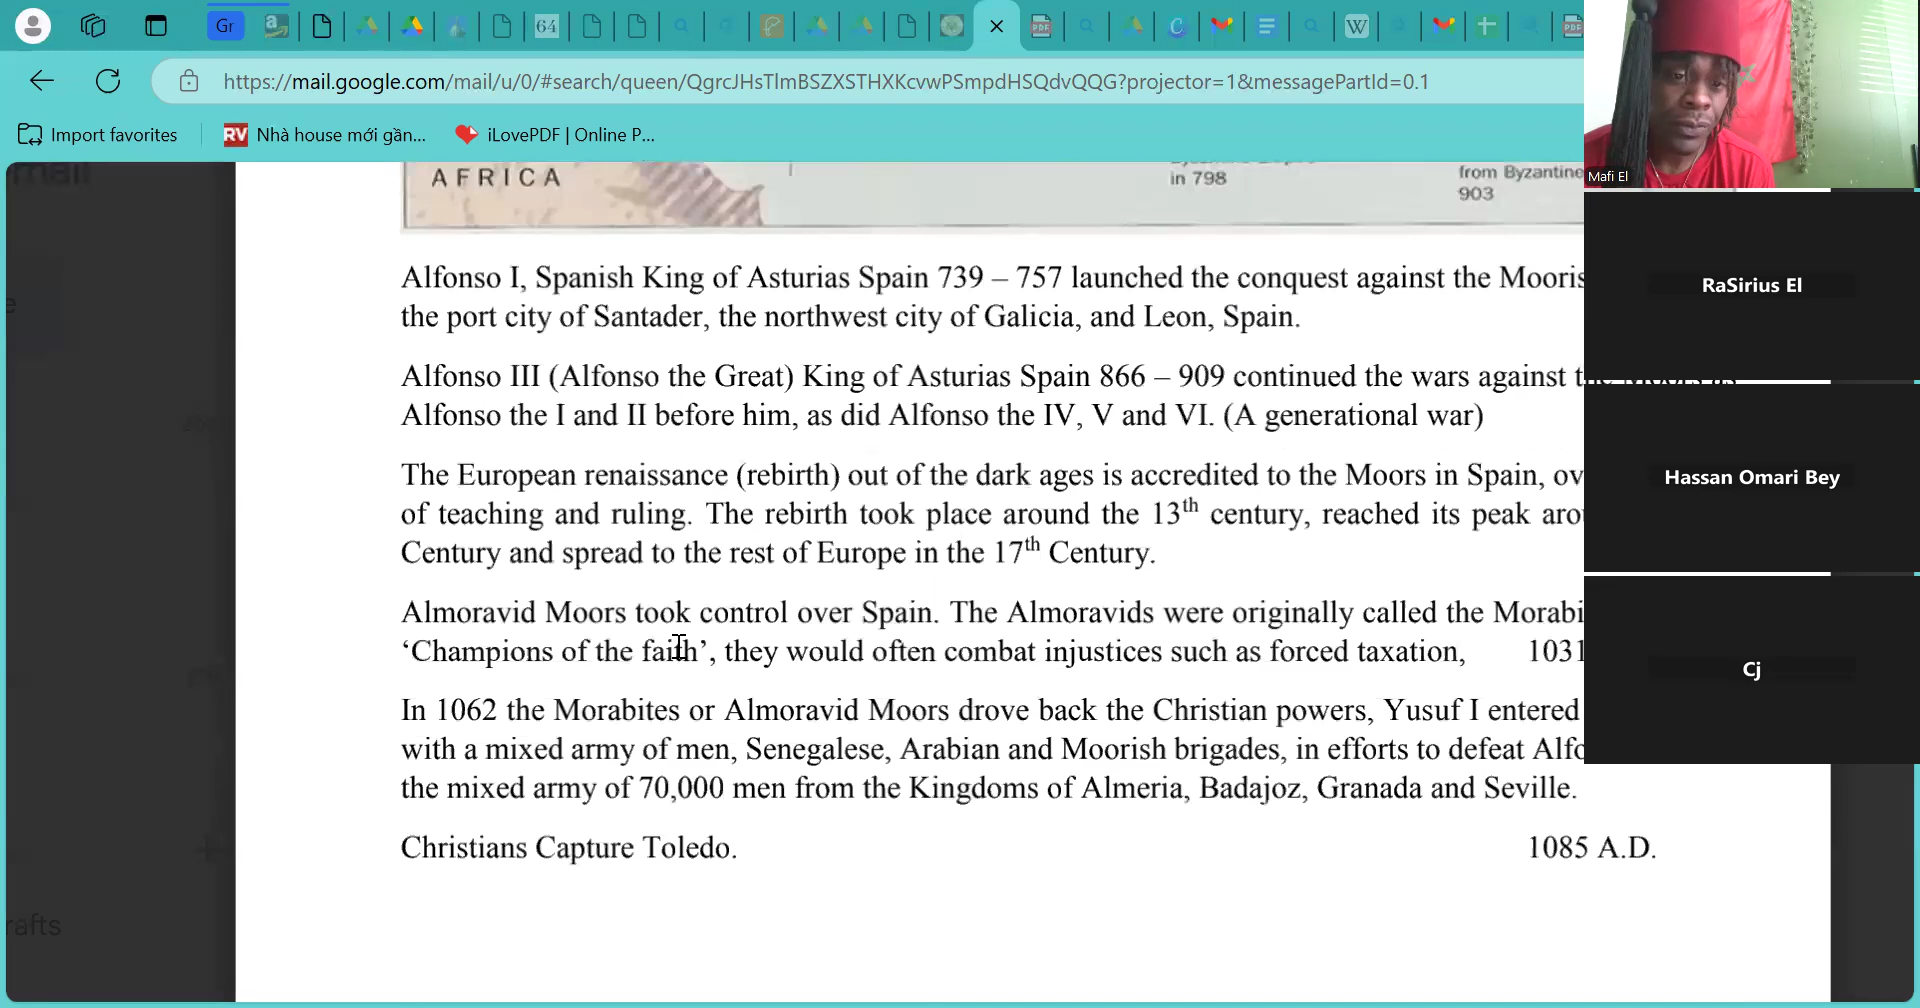 Gr
64
W
https://mail.google.com/mail/u/0/#search/queen/QgrcJHsTlmBSZXSTHXKcvwPSmpdHSQdvQQG?projector=1&messagePartId=0.1
Import favorites
RV Nhà house mới gần...
iLovePDF | Online P...
Mafi El
RaSirius El
Hassan Omari Bey
Cj
AFRICA
in 798
from Byzantine
903
Alfonso I, Spanish King of Asturias Spain 739 – 757 launched the conquest against the
the port city of Santader, the northwest city of Galicia, and Leon, Spain.
Alfonso III (Alfonso the Great) King of Asturias Spain 866 – 909 continued the wars against
Alfonso the I and II before him, as did Alfonso the IV, V and VI. (A generational war)
The European renaissance (rebirth) out of the dark ages is accredited to the Moors in Spain,
of teaching and ruling. The rebirth took place around the 13th century, reached its peak
Century and spread to the rest of Europe in the 17th Century.
Almoravid Moors took control over Spain. The Almoravids were originally called the
‘Champions of the faith’, they would often combat injustices such as forced taxation, 1031
In 1062 the Morabites or Almoravid Moors drove back the Christian powers, Yusuf I entered
with a mixed army of men, Senegalese, Arabian and Moorish brigades, in efforts to defeat
the mixed army of 70,000 men from the Kingdoms of Almeria, Badajoz, Granada and Seville.
Christians Capture Toledo. 1085 A.D.